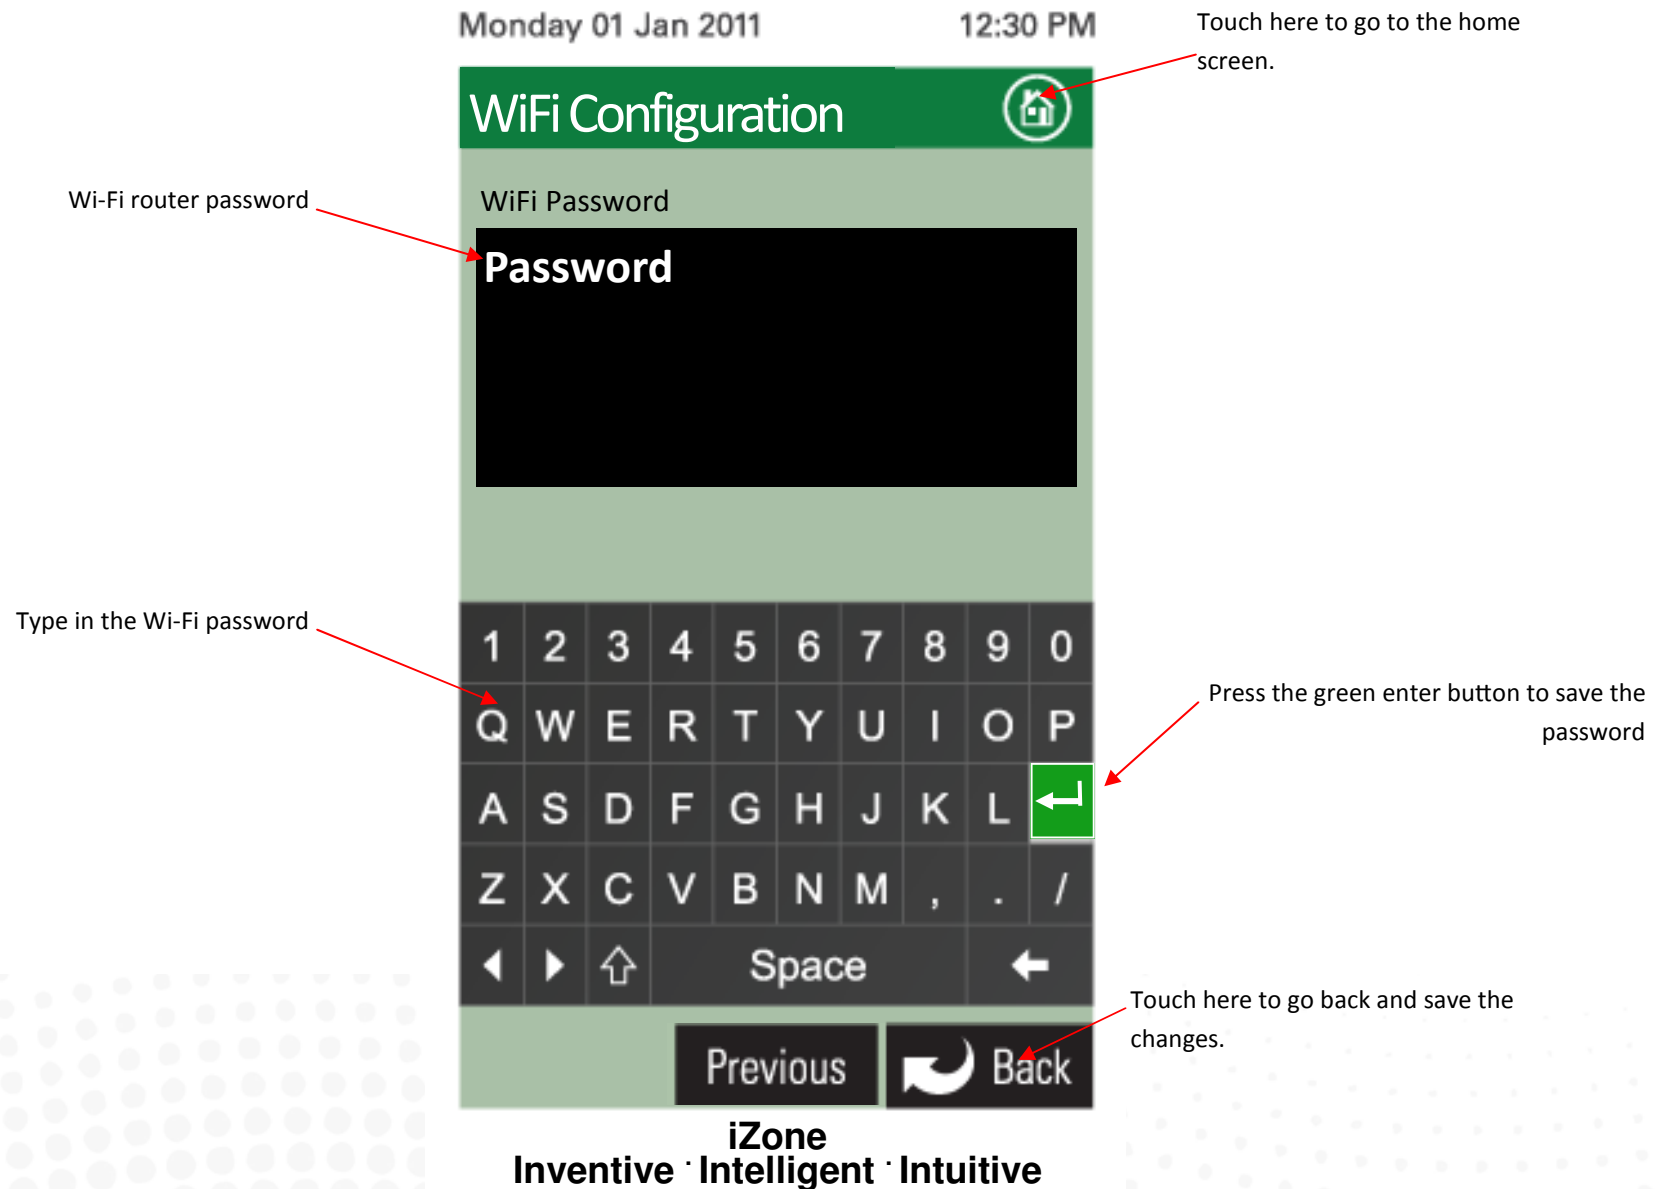 Monday 01 Jan 2011 12:30 PM
Touch here to go to the home
screen.
WiFi Configuration
Wi-Fi router password
WiFi Password
Password
Type in the Wi-Fi password
1 2 3 4 5 6 7 8 9 0
Q W E R T Y U I O P
Press the green enter button to save the
password
A S D F G H J K L
Z X C V B N M , . /
Space
Touch here to go back and save the
changes.
Previous Back
iZone
Inventive · Intelligent · Intuitive